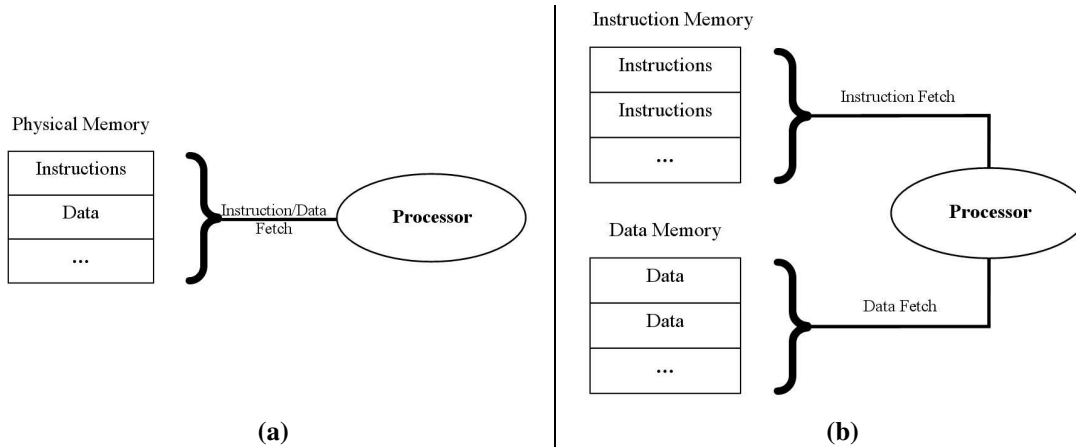 Physical Memory
Instructions
Data
...
Instruction/Data
Fetch
Processor
(a)
Instruction Memory
Instructions
Instructions
...
Instruction Fetch
Processor
Data Memory
Data
Data
...
Data Fetch
(b)